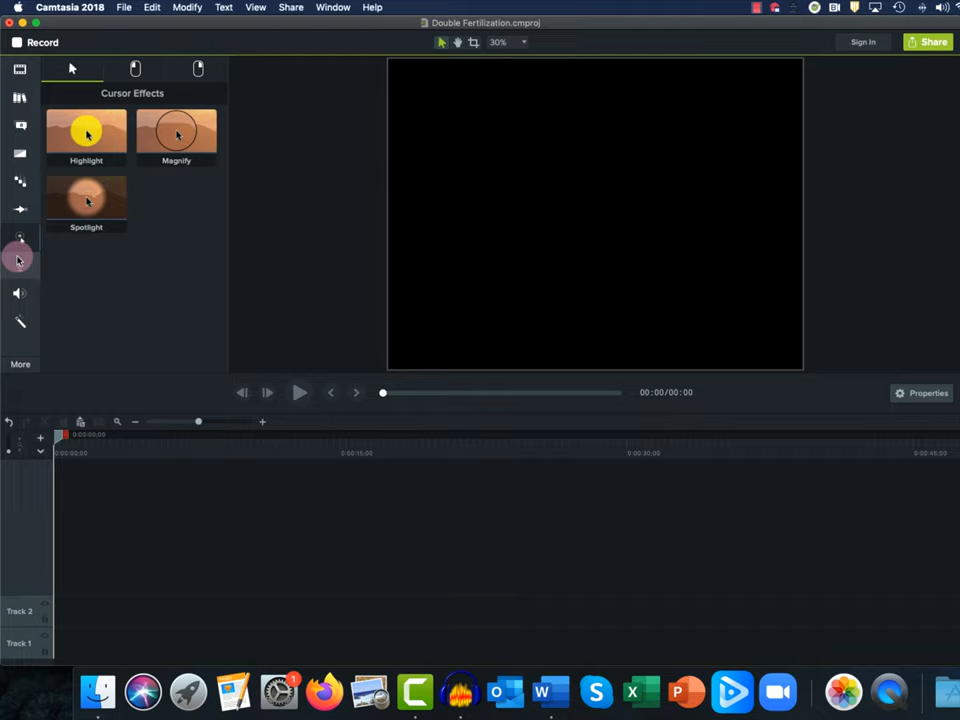 Camtasia 2018 File Edit Modify Text View Share Window Help
Double Fertilization.cmproj
Record
30%
Sign In
Share
Cursor Effects
Highlight
Magnify
Spotlight
More
00:00/00:00
Properties
0:00:00;00
0:00:00;00
0:00:15;00
0:00:30;00
0:00:45;00
Track 2
Track 1
1